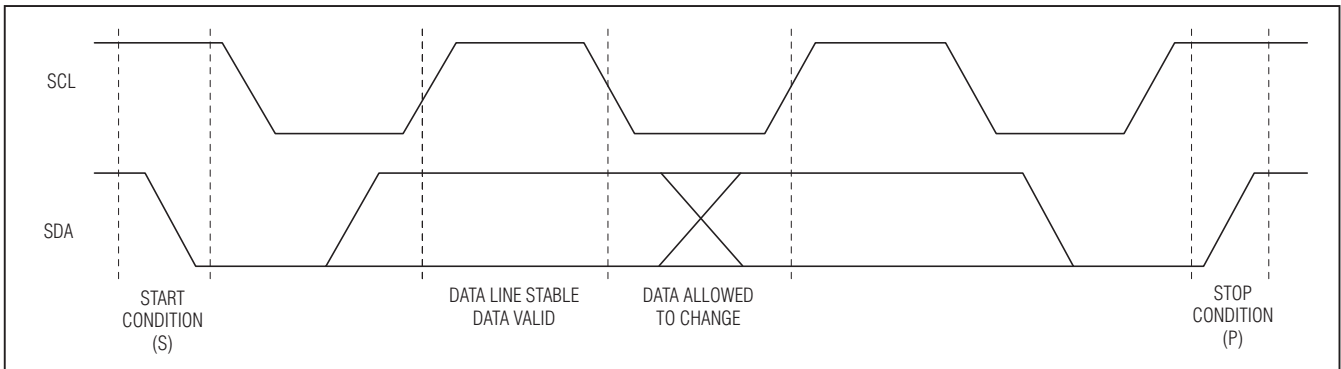 SCL
SDA
START
CONDITION
(S)
DATA LINE STABLE
DATA VALID
DATA ALLOWED
TO CHANGE
STOP
CONDITION
(P)